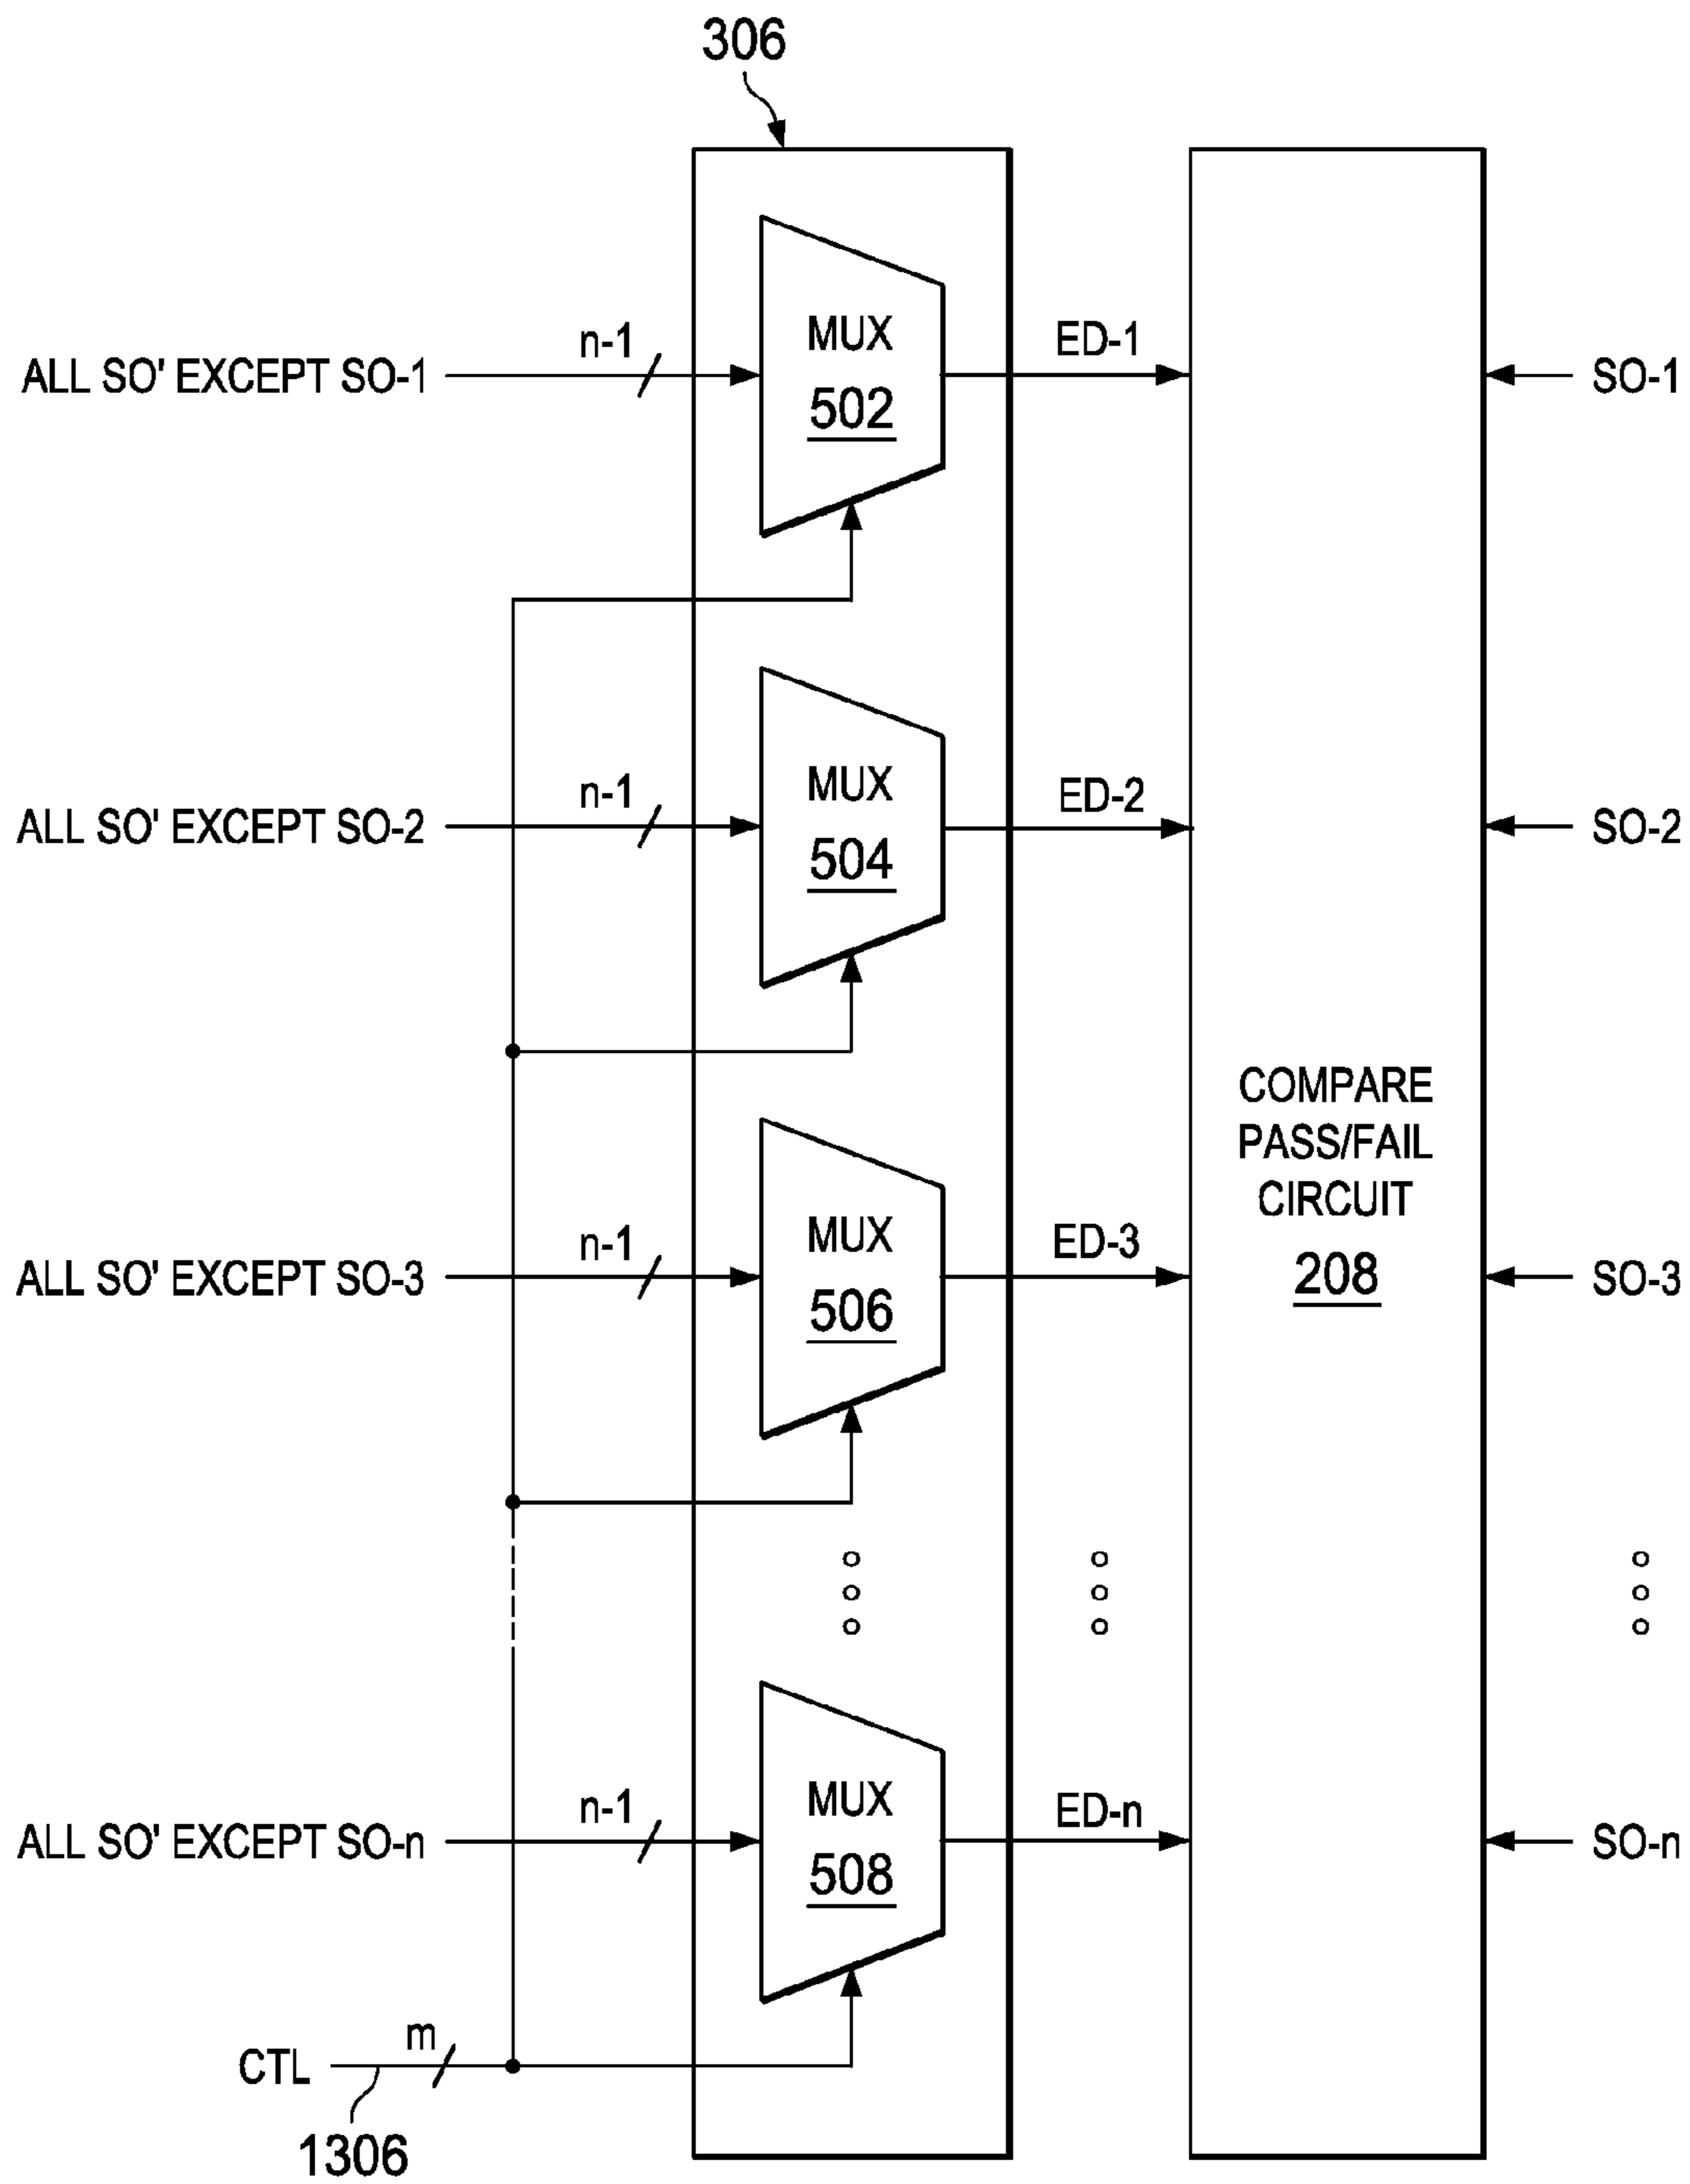 306
n-1
MUX
ED-1
ALL SO' EXCEPT SO-1
502
SO-1
n-1
MUX
ED-2
ALL SO' EXCEPT SO-2
504
SO-2
COMPARE
PASS/FAIL
CIRCUIT
208
n-1
MUX
ED-3
ALL SO' EXCEPT SO-3
506
SO-3
n-1
MUX
ED-n
ALL SO' EXCEPT SO-n
508
SO-n
m
CTL
1306